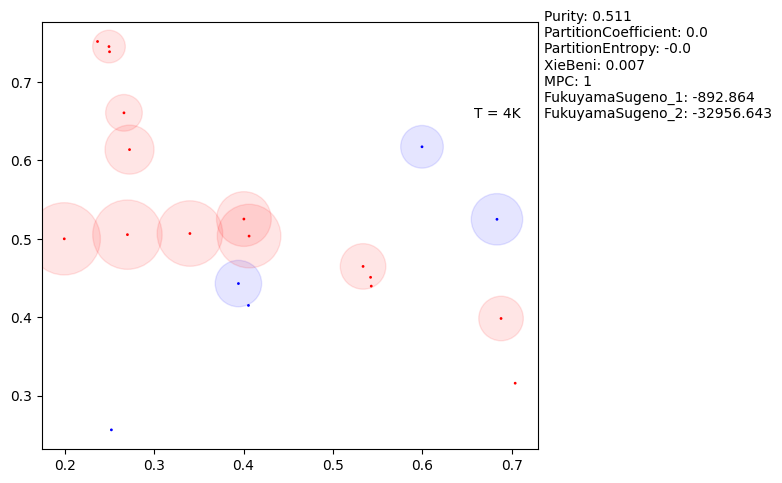 Purity: 0.511
PartitionCoefficient: 0.0
PartitionEntropy: -0.0
XieBeni: 0.007
MPC: 1
FukuyamaSugeno_1: -892.864
FukuyamaSugeno_2: -32956.643
T = 4K
0.7
0.6
0.5
0.4
0.3
0.2 0.3 0.4 0.5 0.6 0.7